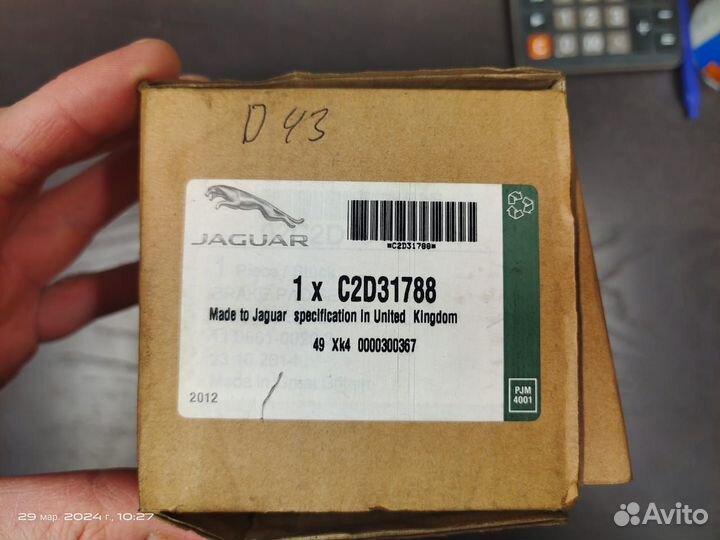 D 43
JAGUAR
*C2D31788*
1 x C2D31788
Made to Jaguar specification in United Kingdom
49 Xk4 0000300367
2012
PJM
4001
29 мар. 2024 г., 10:27
Avito